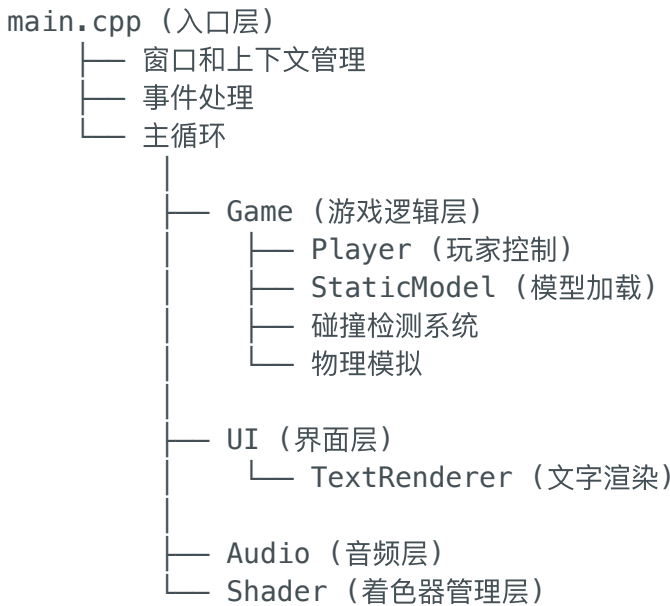 main.cpp (入口层)
├── 窗口和上下文管理
├── 事件处理
└── 主循环
│
├── Game (游戏逻辑层)
│   ├── Player (玩家控制)
│   ├── StaticModel (模型加载)
│   ├── 碰撞检测系统
│   └── 物理模拟
│
├── UI (界面层)
│   └── TextRenderer (文字渲染)
│
├── Audio (音频层)
└── Shader (着色器管理层)